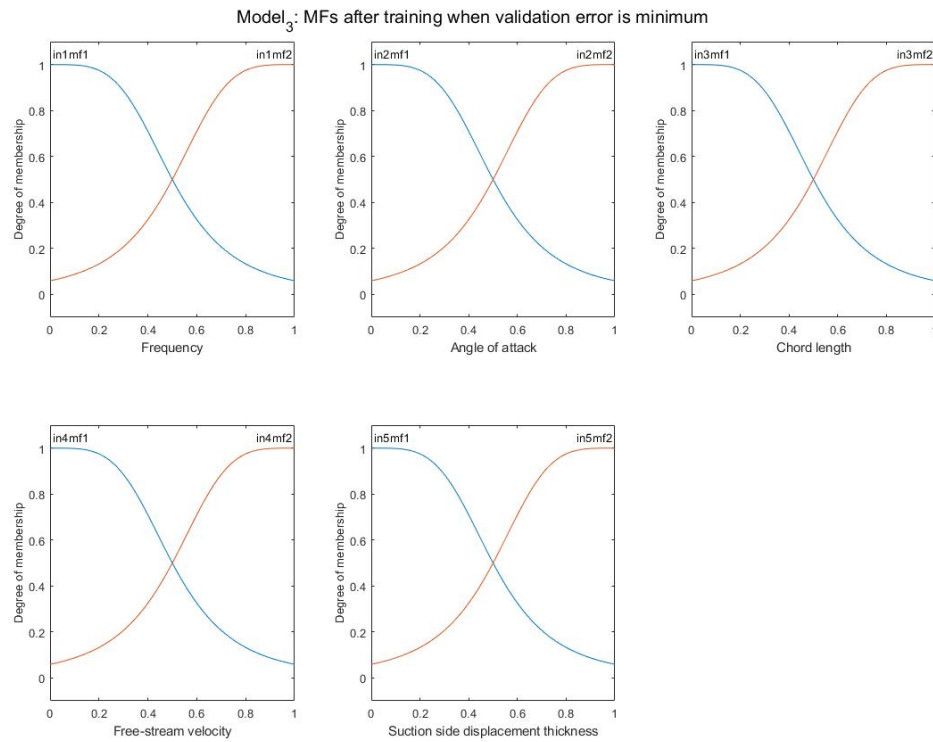 Model_3: MFs after training when validation error is minimum
in1mf1 in1mf2
1
0.8
0.6
0.4
0.2
0
Degree of membership
0 0.2 0.4 0.6 0.8 1
Frequency
in2mf1 in2mf2
1
0.8
0.6
0.4
0.2
0
Degree of membership
0 0.2 0.4 0.6 0.8 1
Angle of attack
in3mf1 in3mf2
1
0.8
0.6
0.4
0.2
0
Degree of membership
0 0.2 0.4 0.6 0.8
Chord length
in4mf1 in4mf2
1
0.8
0.6
0.4
0.2
0
Degree of membership
0 0.2 0.4 0.6 0.8 1
Free-stream velocity
in5mf1 in5mf2
1
0.8
0.6
0.4
0.2
0
Degree of membership
0 0.2 0.4 0.6 0.8 1
Suction side displacement thickness